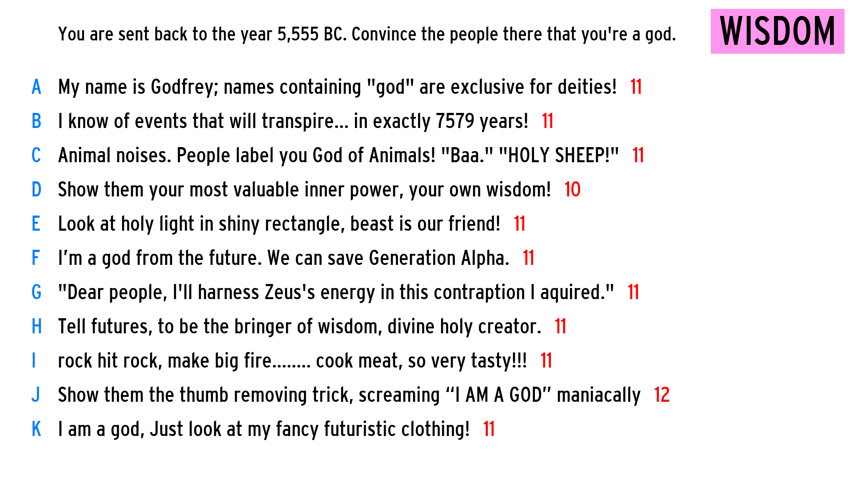 You are sent back to the year 5,555 BC. Convince the people there that you're a god.
WISDOM
A My name is Godfrey; names containing "god" are exclusive for deities! 11
B I know of events that will transpire... in exactly 7579 years! 11
C Animal noises. People label you God of Animals! "Baa." "HOLY SHEEP!" 11
D Show them your most valuable inner power, your own wisdom! 10
E Look at holy light in shiny rectangle, beast is our friend! 11
F I’m a god from the future. We can save Generation Alpha. 11
G "Dear people, I'll harness Zeus's energy in this contraption I aquired." 11
H Tell futures, to be the bringer of wisdom, divine holy creator. 11
I rock hit rock, make big fire........ cook meat, so very tasty!!! 11
J Show them the thumb removing trick, screaming “I AM A GOD” maniacally 12
K I am a god, Just look at my fancy futuristic clothing! 11